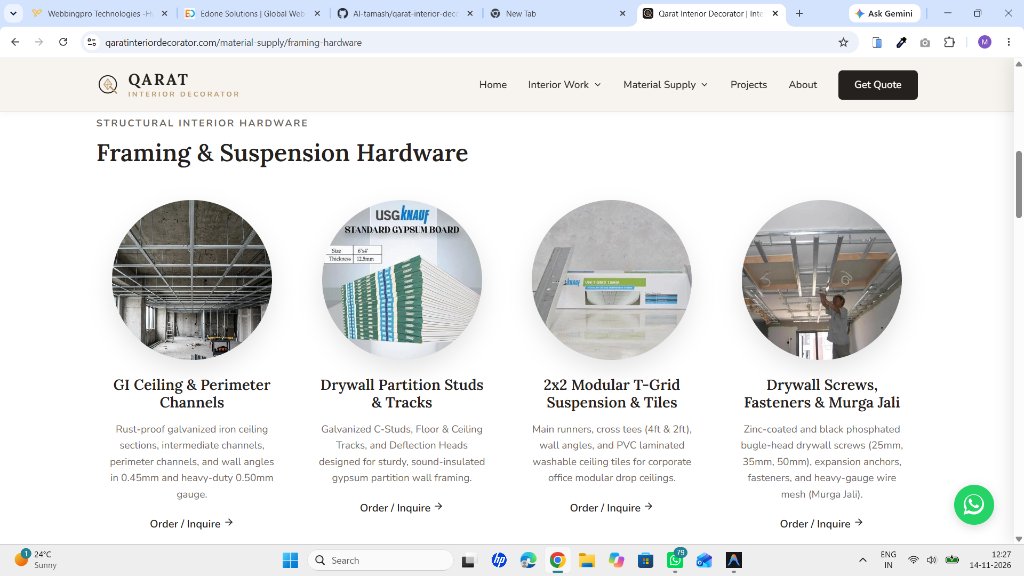 Webbingpro Technologies -H
Edone Solutions | Global Web
Al-tamash/qarat-interior-deco
New Tab
Qarat Interior Decorator | Inte
Ask Gemini
qaratinteriordecorator.com/material-supply/framing-hardware
M
QARAT
INTERIOR DECORATOR
Home
Interior Work
Material Supply
Projects
About
Get Quote
STRUCTURAL INTERIOR HARDWARE
Framing & Suspension Hardware
USG KNAUF
STANDARD GYPSUM BOARD
Size 6'x4'
Thickness 12.5mm
GI Ceiling & Perimeter
Channels
Rust-proof galvanized iron ceiling
sections, intermediate channels,
perimeter channels, and wall angles
in 0.45mm and heavy-duty 0.50mm
gauge.
Order / Inquire →
Drywall Partition Studs
& Tracks
Galvanized C-Studs, Floor & Ceiling
Tracks, and Deflection Heads
designed for sturdy, sound-insulated
gypsum partition wall framing.
Order / Inquire →
2x2 Modular T-Grid
Suspension & Tiles
Main runners, cross tees (4ft & 2ft),
wall angles, and PVC laminated
washable ceiling tiles for corporate
office modular drop ceilings.
Order / Inquire →
Drywall Screws,
Fasteners & Murga Jali
Zinc-coated and black phosphated
bugle-head drywall screws (25mm,
35mm, 50mm), expansion anchors,
fasteners, and heavy-gauge wire
mesh (Murga Jali).
Order / Inquire →
1
24°C
Sunny
Search
hp
79
ENG
IN
12:27
14-11-2026